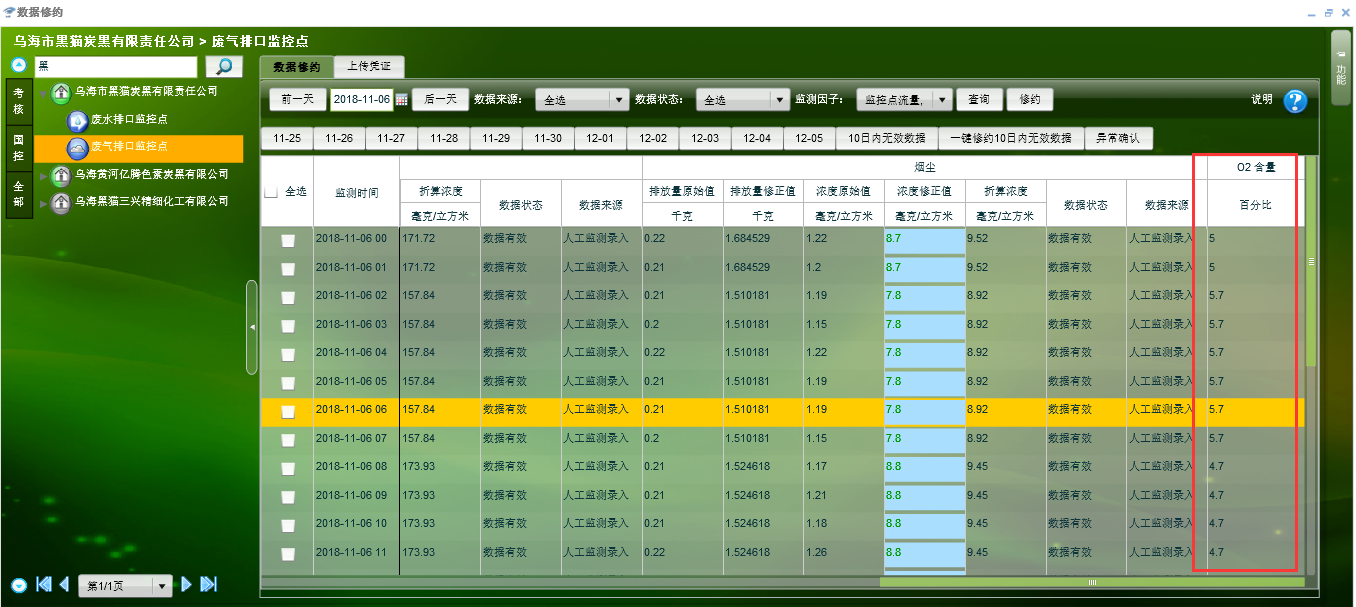 数据修约
乌海市黑猫炭黑有限责任公司 > 废气排口监控点
黑
考核
国控
全部
乌海市黑猫炭黑有限责任公司
废水排口监控点
废气排口监控点
乌海黄河亿腾色素炭黑有限公司
乌海黑猫三兴精细化工有限公司
第1/1页
功能
数据修约 上传凭证
前一天 2018-11-06 后一天 数据来源： 全选 数据状态： 全选 监测因子： 监控点流量, 查询 修约 说明 ?
11-25 11-26 11-27 11-28 11-29 11-30 12-01 12-02 12-03 12-04 12-05 10日内无效数据 一键修约10日内无效数据 异常确认
烟尘 O2 含量
全选 监测时间 折算浓度 数据状态 数据来源 排放量原始值 排放量修正值 浓度原始值 浓度修正值 折算浓度 数据状态 数据来源 百分比
毫克/立方米 千克 千克 毫克/立方米 毫克/立方米 毫克/立方米
2018-11-06 00 171.72 数据有效 人工监测录入 0.22 1.684529 1.22 8.7 9.52 数据有效 人工监测录入 5
2018-11-06 01 171.72 数据有效 人工监测录入 0.21 1.684529 1.2 8.7 9.52 数据有效 人工监测录入 5
2018-11-06 02 157.84 数据有效 人工监测录入 0.21 1.510181 1.19 7.8 8.92 数据有效 人工监测录入 5.7
2018-11-06 03 157.84 数据有效 人工监测录入 0.2 1.510181 1.15 7.8 8.92 数据有效 人工监测录入 5.7
2018-11-06 04 157.84 数据有效 人工监测录入 0.22 1.510181 1.22 7.8 8.92 数据有效 人工监测录入 5.7
2018-11-06 05 157.84 数据有效 人工监测录入 0.21 1.510181 1.19 7.8 8.92 数据有效 人工监测录入 5.7
2018-11-06 06 157.84 数据有效 人工监测录入 0.21 1.510181 1.19 7.8 8.92 数据有效 人工监测录入 5.7
2018-11-06 07 157.84 数据有效 人工监测录入 0.2 1.510181 1.15 7.8 8.92 数据有效 人工监测录入 5.7
2018-11-06 08 173.93 数据有效 人工监测录入 0.21 1.524618 1.17 8.8 9.45 数据有效 人工监测录入 4.7
2018-11-06 09 173.93 数据有效 人工监测录入 0.21 1.524618 1.21 8.8 9.45 数据有效 人工监测录入 4.7
2018-11-06 10 173.93 数据有效 人工监测录入 0.21 1.524618 1.18 8.8 9.45 数据有效 人工监测录入 4.7
2018-11-06 11 173.93 数据有效 人工监测录入 0.22 1.524618 1.26 8.8 9.45 数据有效 人工监测录入 4.7